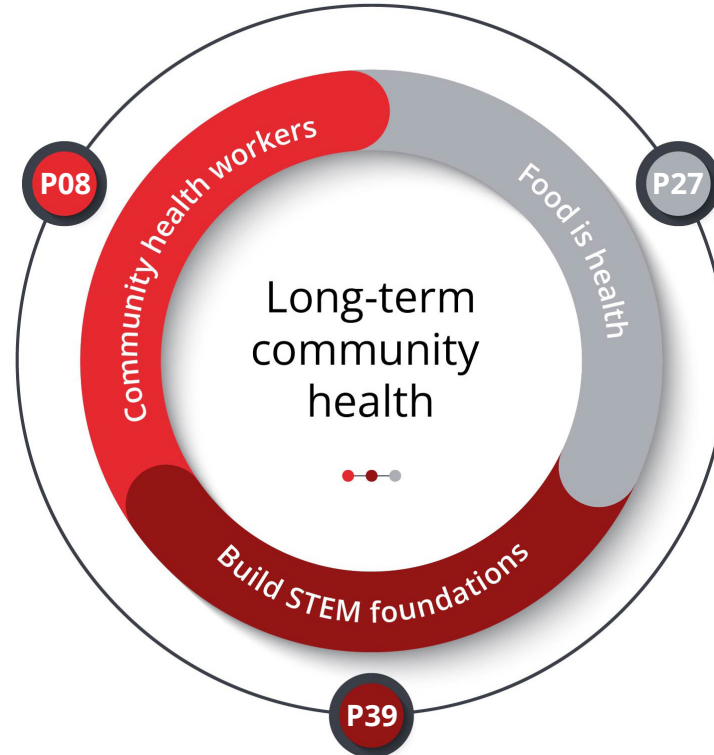 Community health workers
Food is health
P08
P27
Long-term
community
health
Build STEM foundations
P39